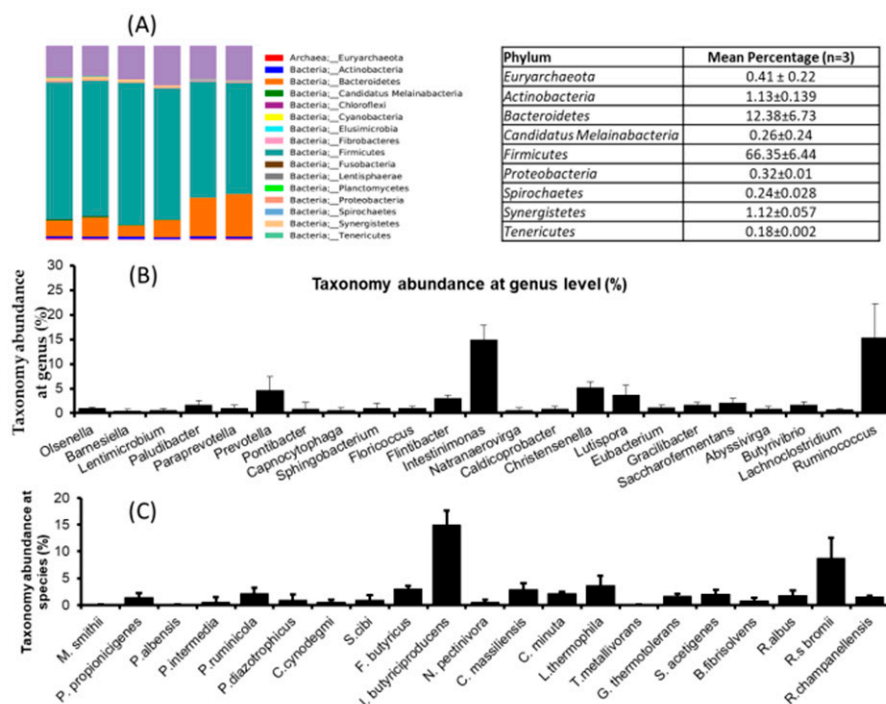 (A)
Archaea;__Euryarchaeota
Bacteria;__Actinobacteria
Bacteria;__Bacteroidetes
Bacteria;__Candidatus Melainabacteria
Bacteria;__Chloroflexi
Bacteria;__Cyanobacteria
Bacteria;__Elusimicrobia
Bacteria;__Fibrobacteres
Bacteria;__Firmicutes
Bacteria;__Fusobacteria
Bacteria;__Lentisphaerae
Bacteria;__Planctomycetes
Bacteria;__Proteobacteria
Bacteria;__Spirochaetes
Bacteria;__Synergistetes
Bacteria;__Tenericutes
Phylum Mean Percentage (n=3)
Euryarchaeota 0.41 ± 0.22
Actinobacteria 1.13±0.139
Bacteroidetes 12.38±6.73
Candidatus Melainabacteria 0.26±0.24
Firmicutes 66.35±6.44
Proteobacteria 0.32±0.01
Spirochaetes 0.24±0.028
Synergistetes 1.12±0.057
Tenericutes 0.18±0.002
(B)
Taxonomy abundance at genus level (%)
Taxonomy abundance
at genus (%)
30
25
20
15
10
5
0
Olsenella
Barnesiella
Lentimicrobium
Paludibacter
Paraprevotella
Prevotella
Pontibacter
Capnocytophaga
Sphingobacterium
Floricoccus
Flintibacter
Intestinimonas
Natranaerovirga
Caldicoprobacter
Christensenella
Lutispora
Eubacterium
Gracilibacter
Saccharofermentans
Abyssivirga
Butyrivibrio
Lachnoclostridium
Ruminococcus
(C)
Taxonomy abundance at
species (%)
20
15
10
5
0
M. smithii
P. propionicigenes
P.albensis
P.intermedia
P.ruminicola
P.diazotrophicus
C.cynodegmi
S.cibi
F. butyricus
I. butyriciproducens
N. pectinivora
C. massiliensis
C. minuta
L.thermophila
T.metallivorans
G. thermotolerans
S. acetigenes
B.fibrisolvens
R.albus
R.s bromii
R.champanellensis